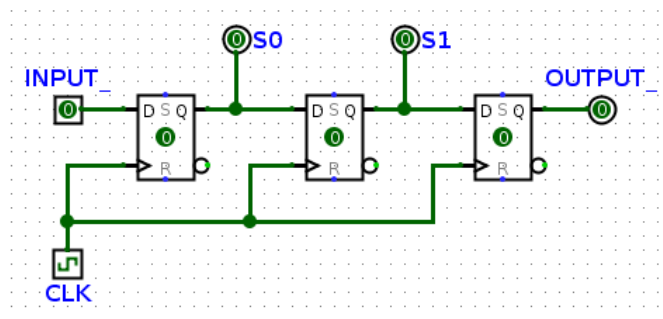 0 S0
0 S1
INPUT_
OUTPUT_
0
D S Q
0
R
D S Q
0
R
D S Q
0
R
0
CLK